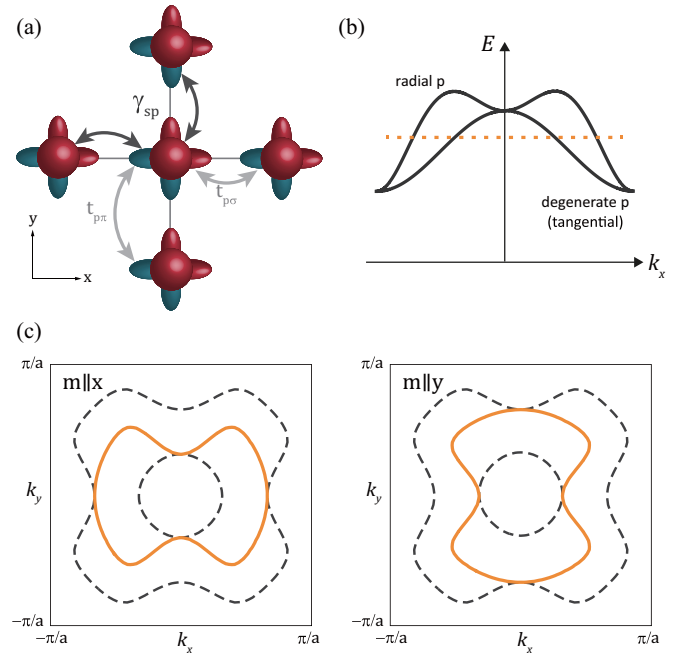 (a)
γsp
tpπ
tpσ
y
x
(b)
E
radial p
degenerate p
(tangential)
kx
(c)
π/a
m∥x
ky
−π/a
−π/a
kx
π/a
π/a
m∥y
ky
−π/a
−π/a
kx
π/a